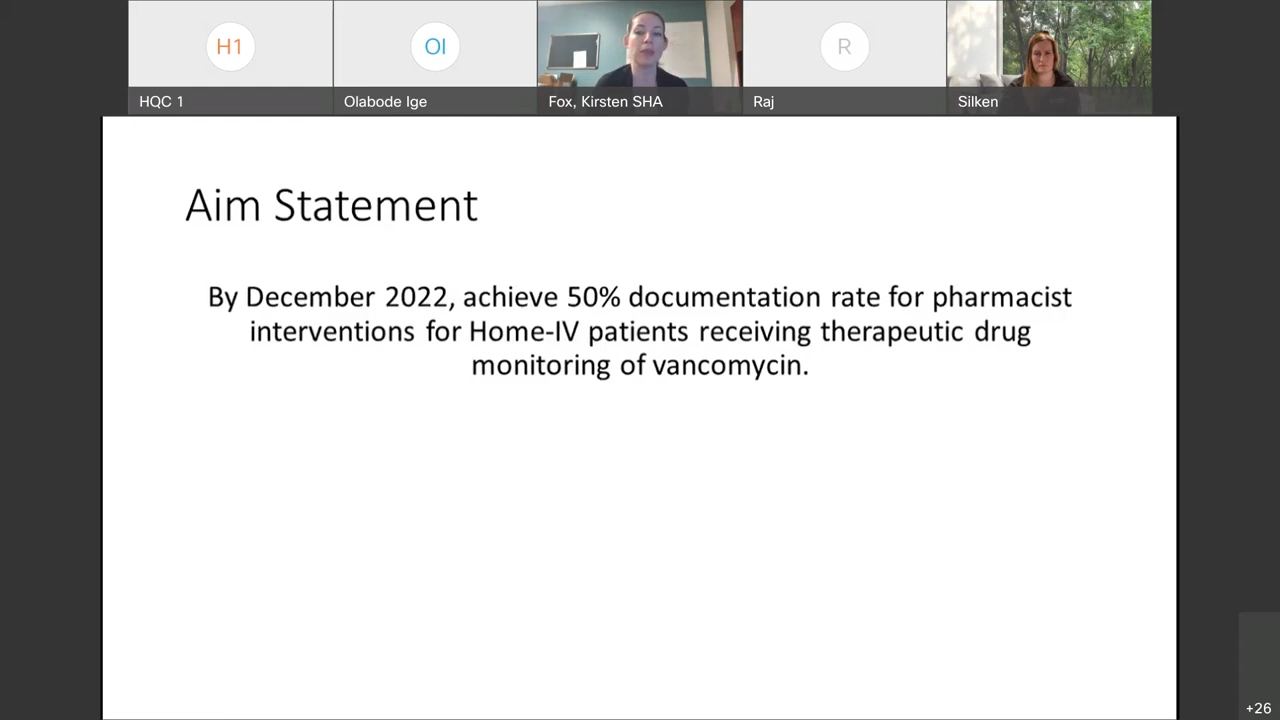 H1
OI
R
HQC 1
Olabode Ige
Fox, Kirsten SHA
Raj
Silken
Aim Statement
By December 2022, achieve 50% documentation rate for pharmacist
interventions for Home-IV patients receiving therapeutic drug
monitoring of vancomycin.
+26